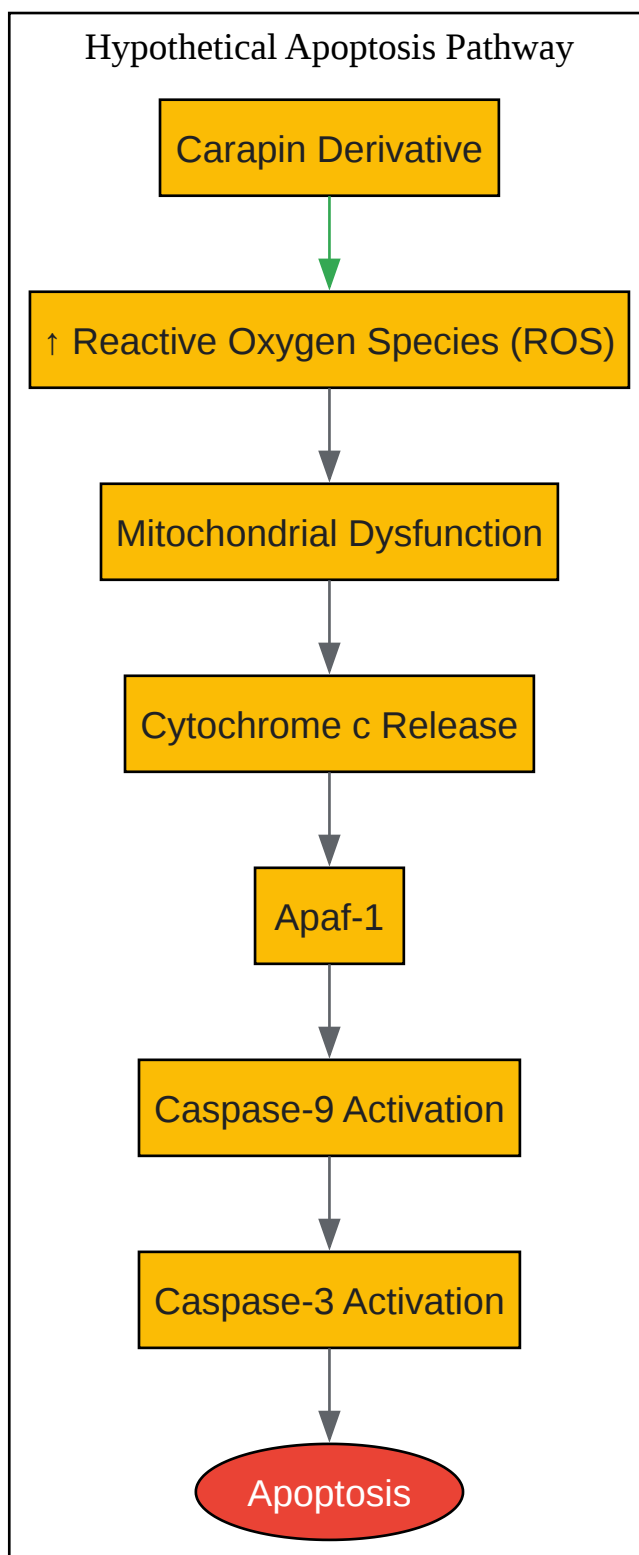 Hypothetical Apoptosis Pathway
Carapin Derivative
↑ Reactive Oxygen Species (ROS)
Mitochondrial Dysfunction
Cytochrome c Release
Apaf-1
Caspase-9 Activation
Caspase-3 Activation
Apoptosis